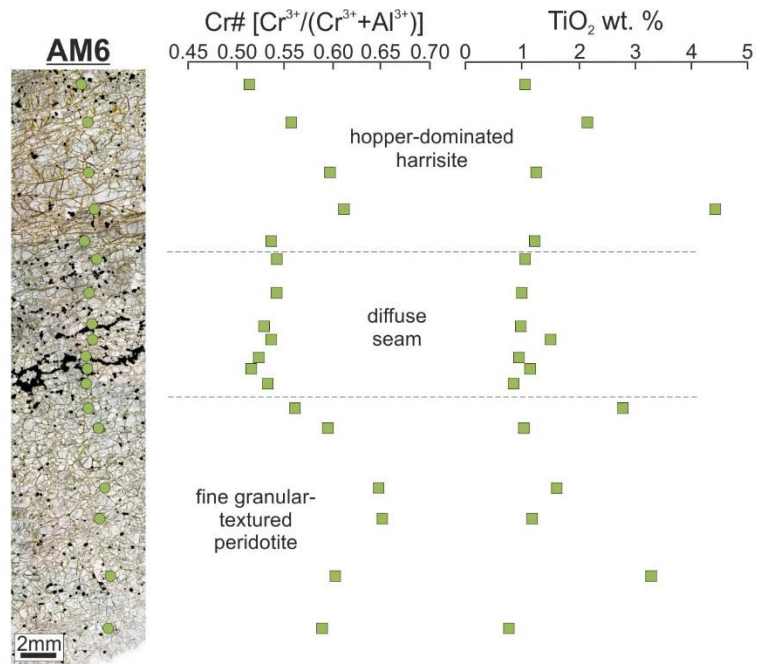 AM6
Cr# [Cr³⁺/(Cr³⁺+Al³⁺)]
0.45 0.50 0.55 0.60 0.65 0.70
TiO₂ wt. %
0 1 2 3 4 5
hopper-dominated
harrisite
diffuse
seam
fine granular-
textured
peridotite
2mm